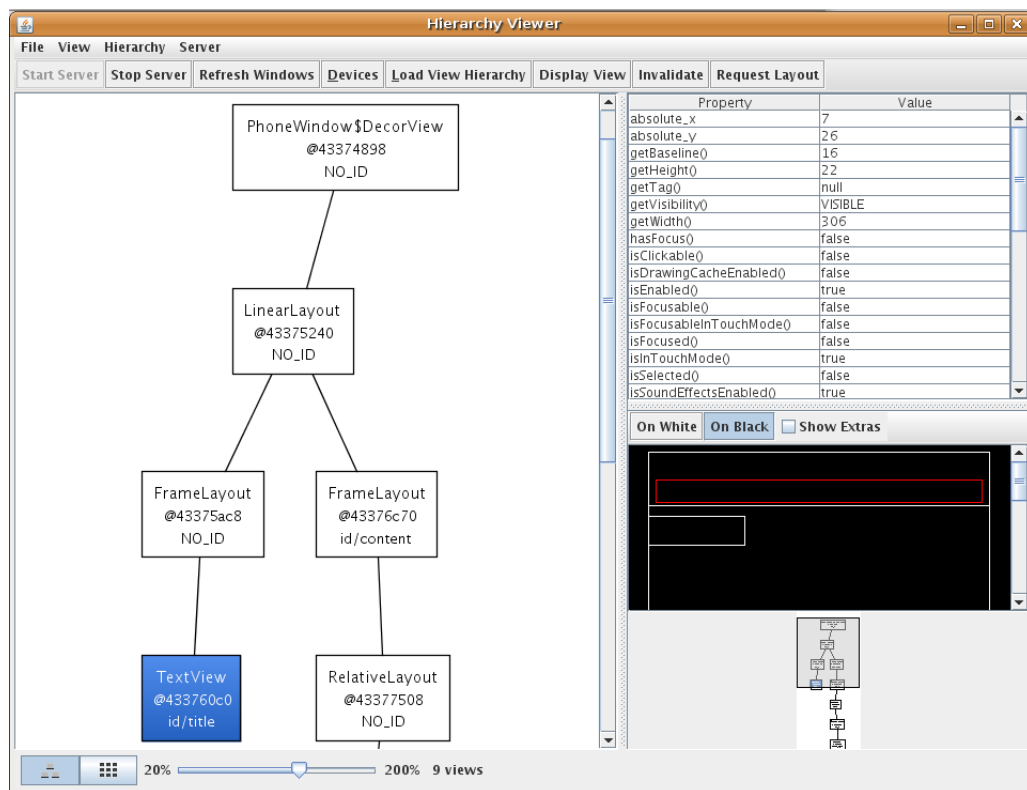 Hierarchy Viewer
File View Hierarchy Server
Start Server Stop Server Refresh Windows Devices Load View Hierarchy Display View Invalidate Request Layout
PhoneWindow$DecorView
@43374898
NO_ID
LinearLayout
@43375240
NO_ID
FrameLayout
@43375ac8
NO_ID
FrameLayout
@43376c70
id/content
TextView
@433760c0
id/title
RelativeLayout
@43377508
NO_ID
Property Value
absolute_x 7
absolute_y 26
getBaseline() 16
getHeight() 22
getTag() null
getVisibility() VISIBLE
getWidth() 306
hasFocus() false
isClickable() false
isDrawingCacheEnabled() false
isEnabled() true
isFocusable() false
isFocusableInTouchMode() false
isFocused() false
isInTouchMode() true
isSelected() false
isSoundEffectsEnabled() true
On White On Black Show Extras
20% 200% 9 views